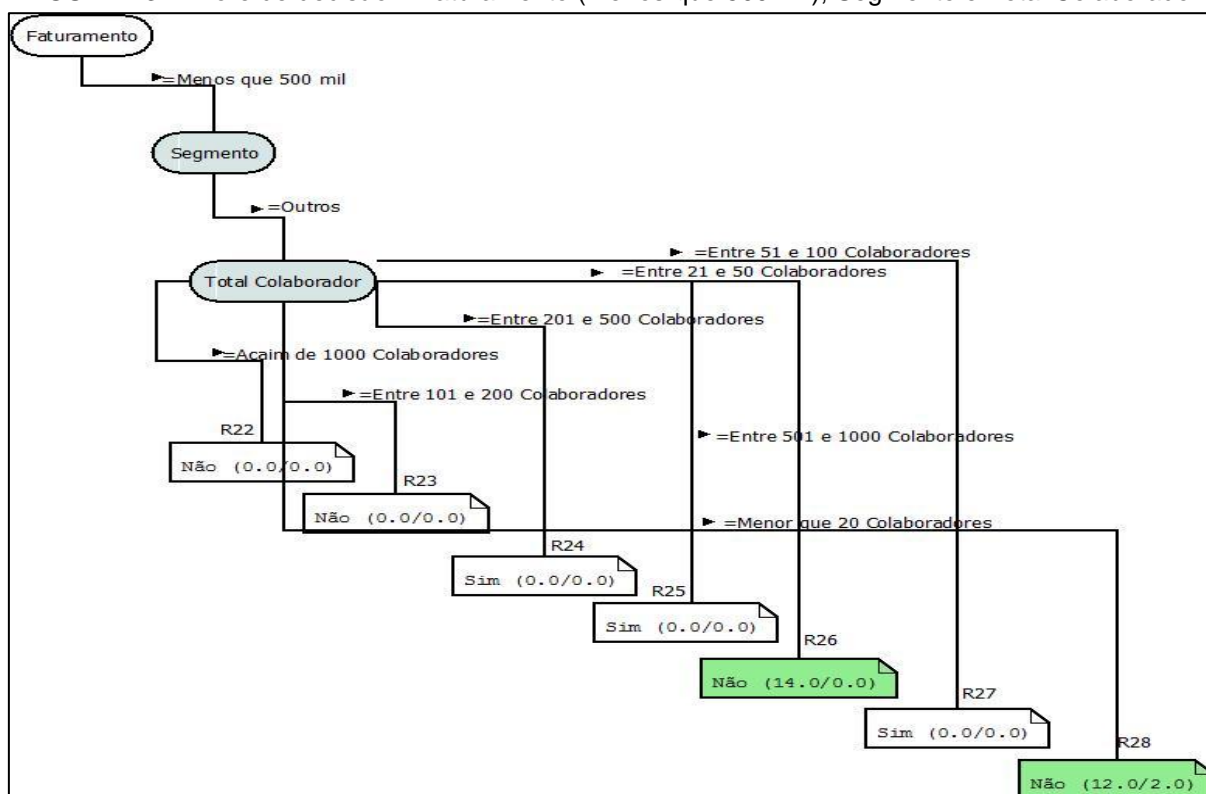 Faturamento
=Menos que 500 mil
Segmento
=Outros
=Entre 51 e 100 Colaboradores
=Entre 21 e 50 Colaboradores
Total Colaborador
=Entre 201 e 500 Colaboradores
=Acaim de 1000 Colaboradores
=Entre 101 e 200 Colaboradores
R22
=Entre 501 e 1000 Colaboradores
Não (0.0/0.0)
R23
Não (0.0/0.0)
=Menor que 20 Colaboradores
R24
Sim (0.0/0.0)
R25
Sim (0.0/0.0)
R26
Não (14.0/0.0)
R27
Sim (0.0/0.0)
R28
Não (12.0/2.0)